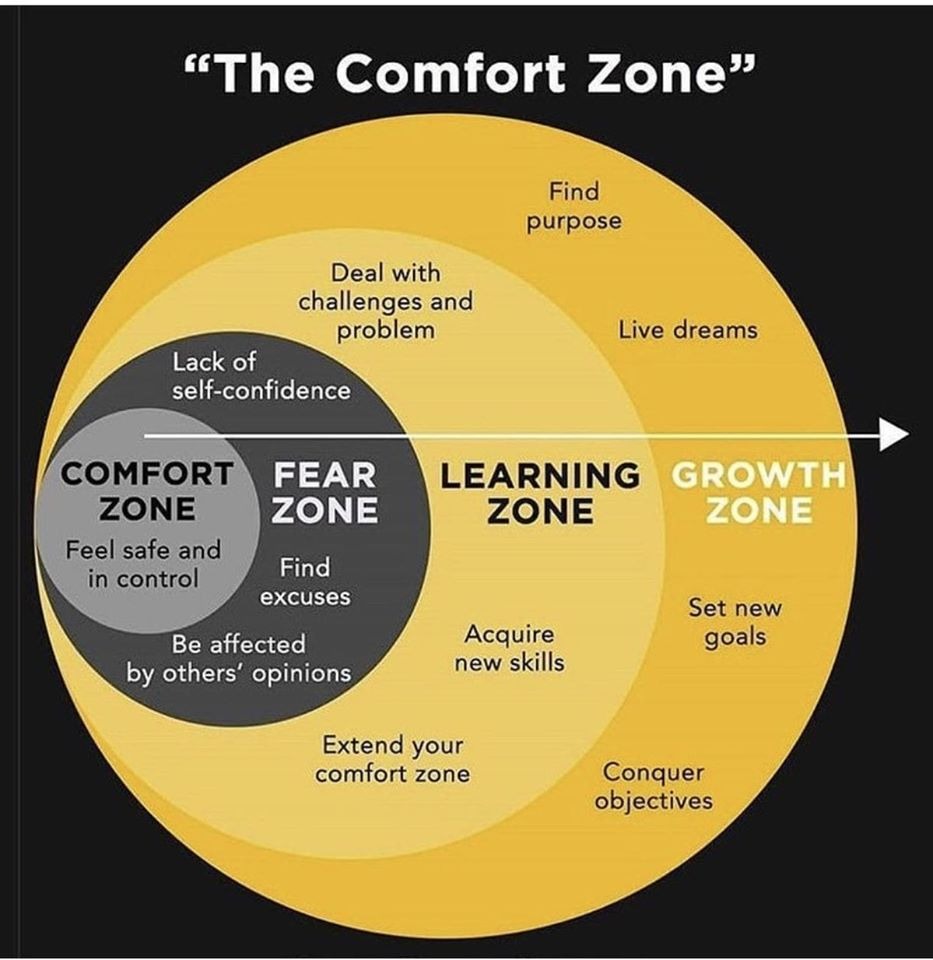 “The Comfort Zone”
Find
purpose
Deal with
challenges and
problem
Live dreams
Lack of
self-confidence
COMFORT
ZONE
Feel safe and
in control
FEAR
ZONE
Find
excuses
Be affected
by others’ opinions
LEARNING
ZONE
Acquire
new skills
Extend your
comfort zone
GROWTH
ZONE
Set new
goals
Conquer
objectives